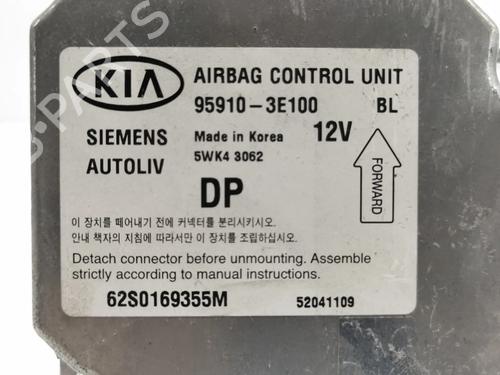 KIA
AIRBAG CONTROL UNIT
95910-3E100 BL
SIEMENS
AUTOLIV
Made in Korea
5WK4 3062
12V
FORWARD
DP
이 장치를 떼어내기 전에 커넥터를 분리시키시오.
안내 책자의 지침에 따라서만 이 장치를 조립하십시오.
Detach connector before unmounting. Assemble
strictly according to manual instructions.
62S0169355M 52041109